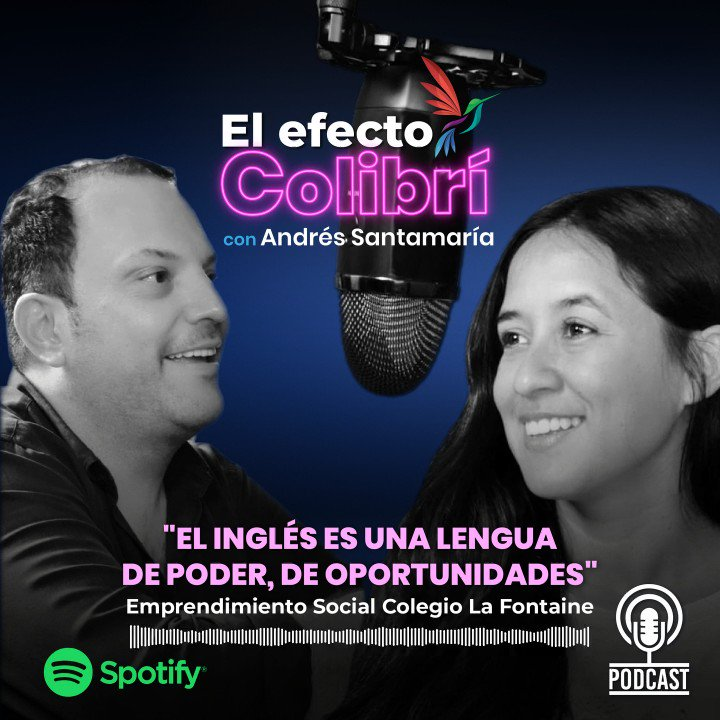 El efecto
Colibrí
con Andrés Santamaría
"EL INGLÉS ES UNA LENGUA
DE PODER, DE OPORTUNIDADES"
Emprendimiento Social Colegio La Fontaine
Spotify
PODCAST